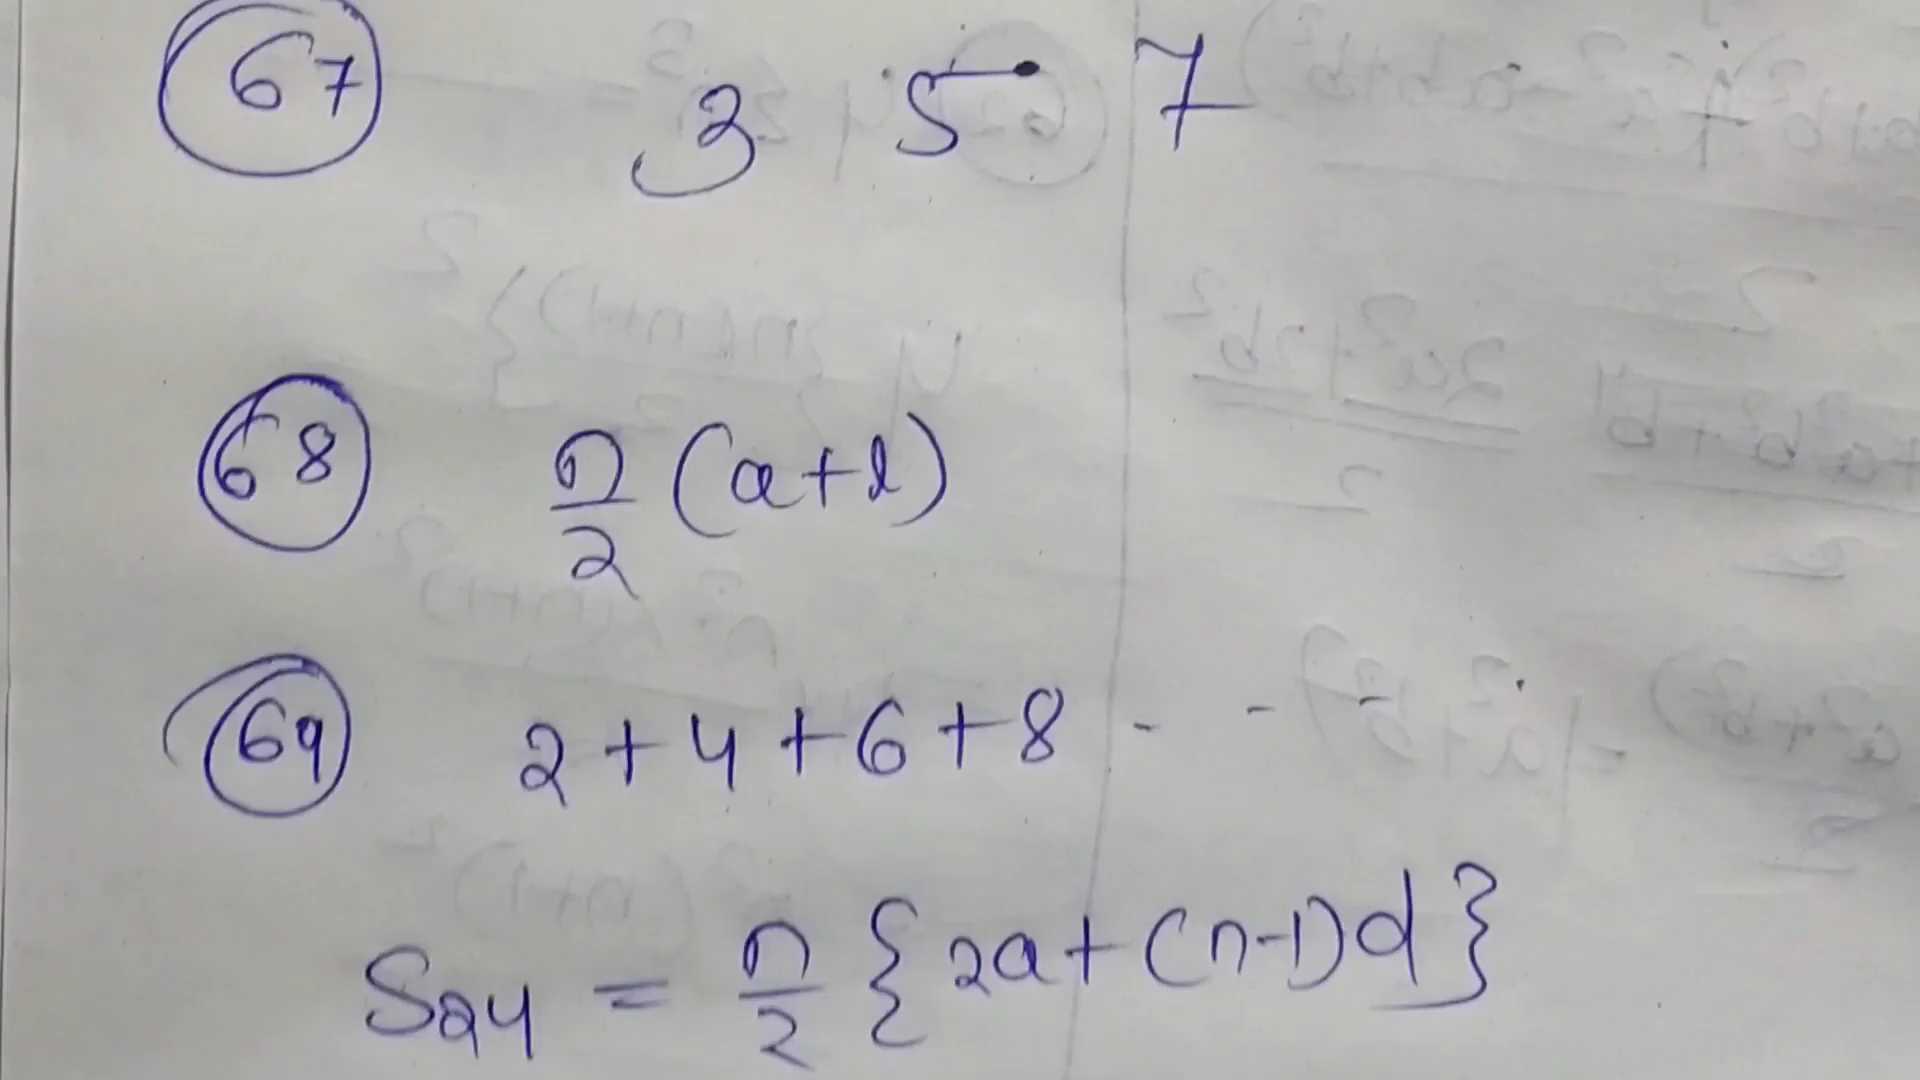 67 3 5 7
68 n/2 (a+l)
69 2+4+6+8 - - -
S24 = n/2 {2a+(n-1)d}